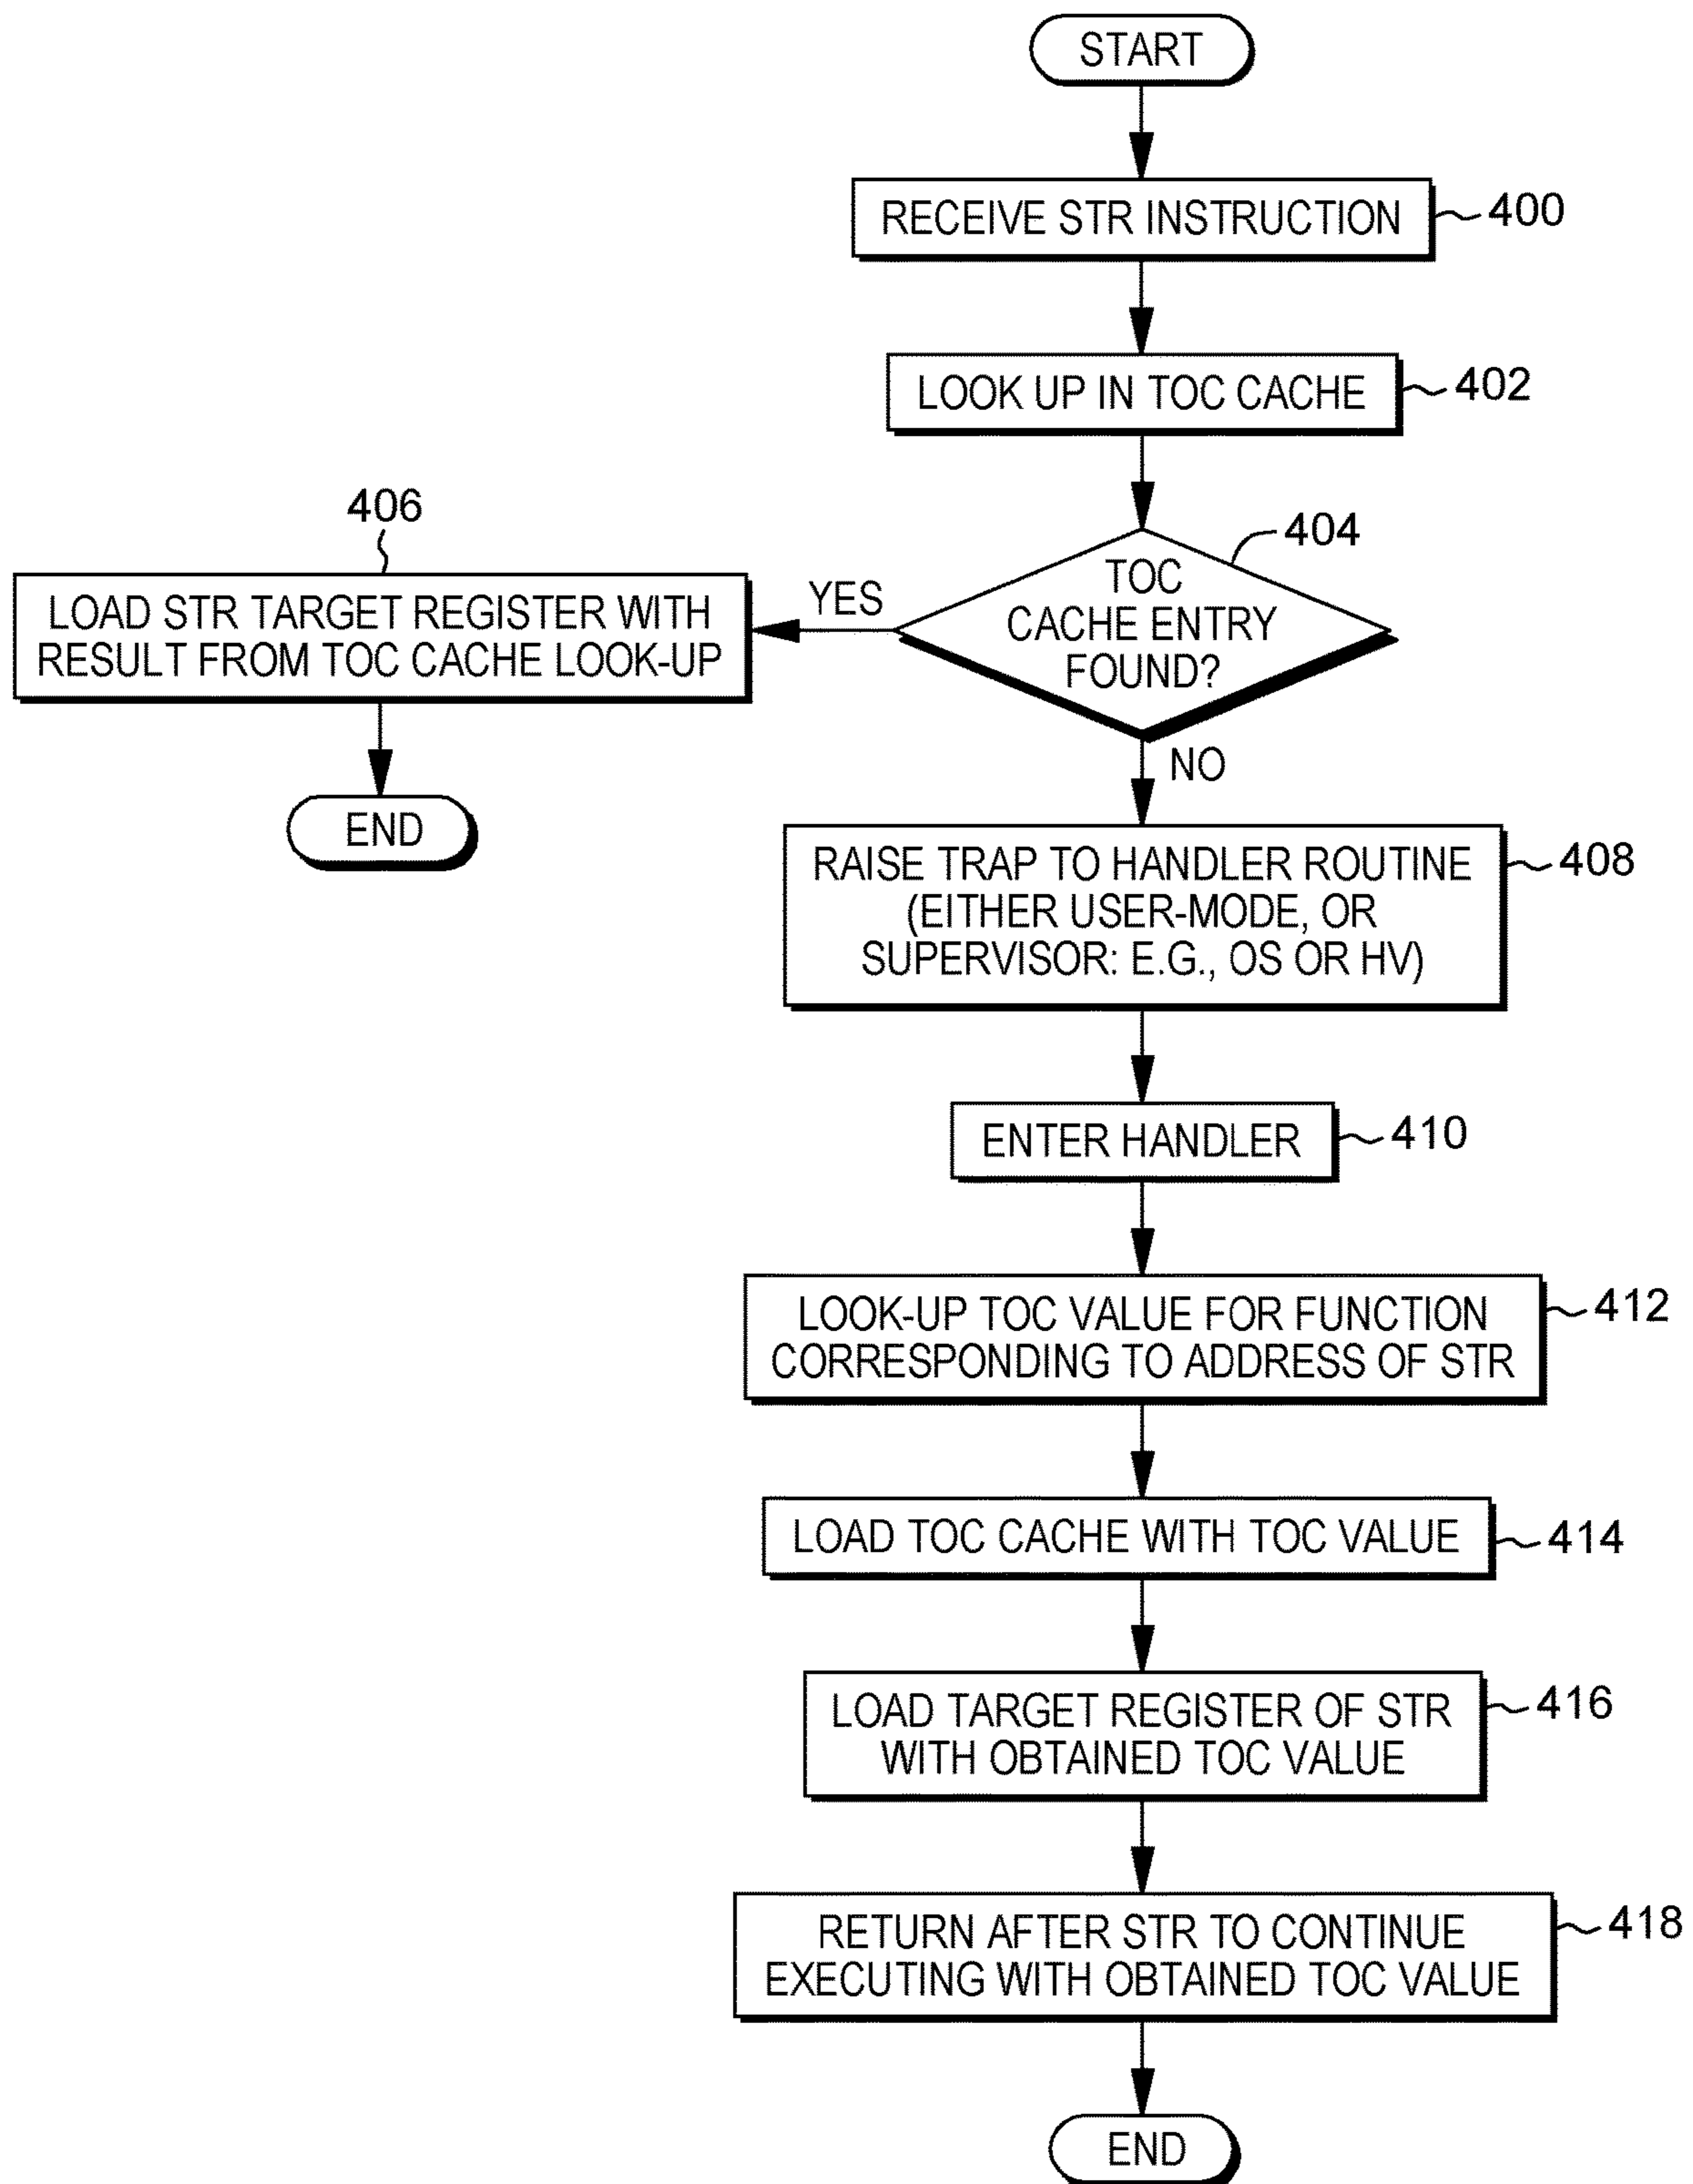 START
RECEIVE STR INSTRUCTION
400
LOOK UP IN TOC CACHE
402
404
TOC
CACHE ENTRY
FOUND?
YES
406
LOAD STR TARGET REGISTER WITH
RESULT FROM TOC CACHE LOOK-UP
END
NO
RAISE TRAP TO HANDLER ROUTINE
(EITHER USER-MODE, OR
SUPERVISOR: E.G., OS OR HV)
408
ENTER HANDLER
410
LOOK-UP TOC VALUE FOR FUNCTION
CORRESPONDING TO ADDRESS OF STR
412
LOAD TOC CACHE WITH TOC VALUE
414
LOAD TARGET REGISTER OF STR
WITH OBTAINED TOC VALUE
416
RETURN AFTER STR TO CONTINUE
EXECUTING WITH OBTAINED TOC VALUE
418
END